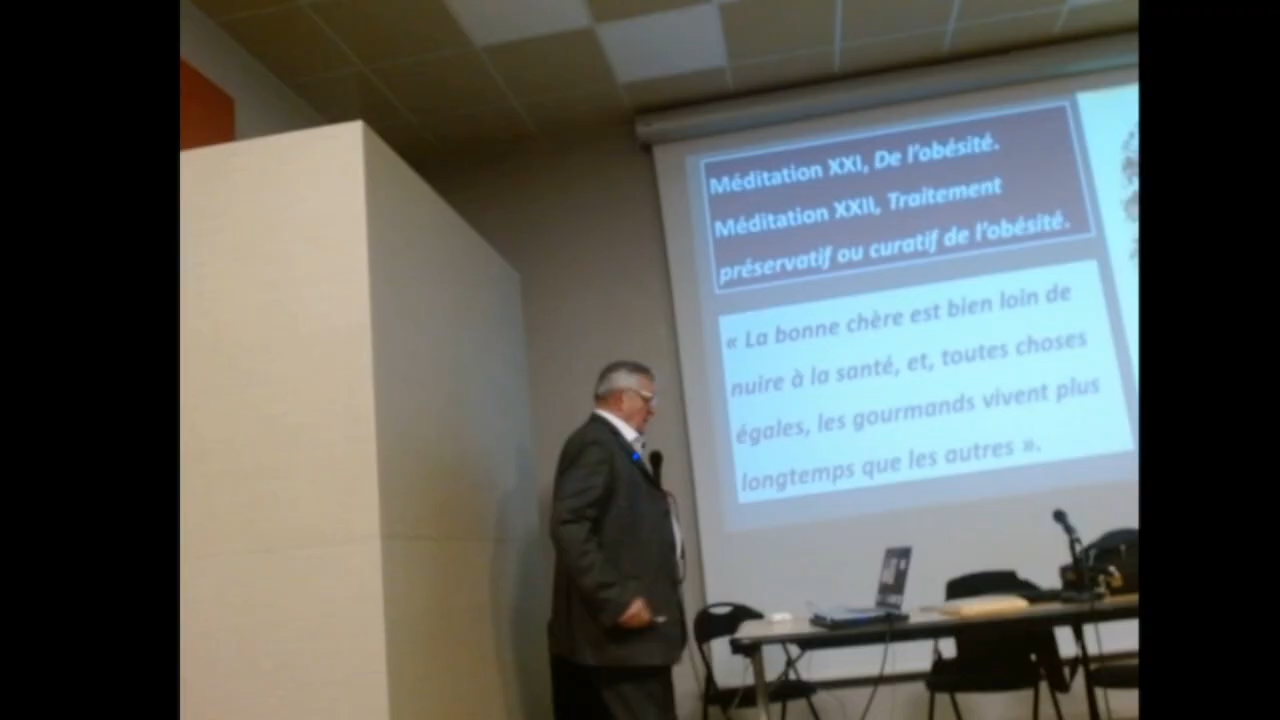 Méditation XXI, De l'obésité.
Méditation XXII, Traitement
préservatif ou curatif de l'obésité.
« La bonne chère est bien loin de
nuire à la santé, et, toutes choses
égales, les gourmands vivent plus
longtemps que les autres ».